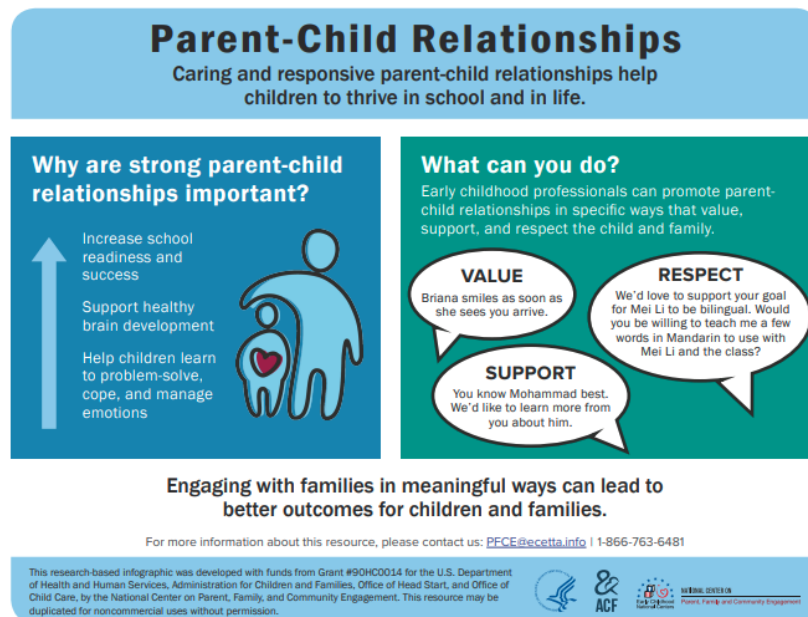 Parent-Child Relationships
Caring and responsive parent-child relationships help
children to thrive in school and in life.
Why are strong parent-child
relationships important?
Increase school
readiness and
success
Support healthy
brain development
Help children learn
to problem-solve,
cope, and manage
emotions
What can you do?
Early childhood professionals can promote parent-
child relationships in specific ways that value,
support, and respect the child and family.
VALUE
Briana smiles as soon as
she sees you arrive.
RESPECT
We'd love to support your goal
for Mei Li to be bilingual. Would
you be willing to teach me a few
words in Mandarin to use with
Mei Li and the class?
SUPPORT
You know Mohammad best.
We'd like to learn more from
you about him.
Engaging with families in meaningful ways can lead to
better outcomes for children and families.
For more information about this resource, please contact us: PFCE@ecetta.info | 1-866-763-6481
This research-based infographic was developed with funds from Grant #90HC0014 for the U.S. Department
of Health and Human Services, Administration for Children and Families, Office of Head Start, and Office of
Child Care, by the National Center on Parent, Family, and Community Engagement. This resource may be
duplicated for noncommercial uses without permission.
ACF
Early Childhood
National Centers
NATIONAL CENTER ON
Parent, Family and Community Engagement